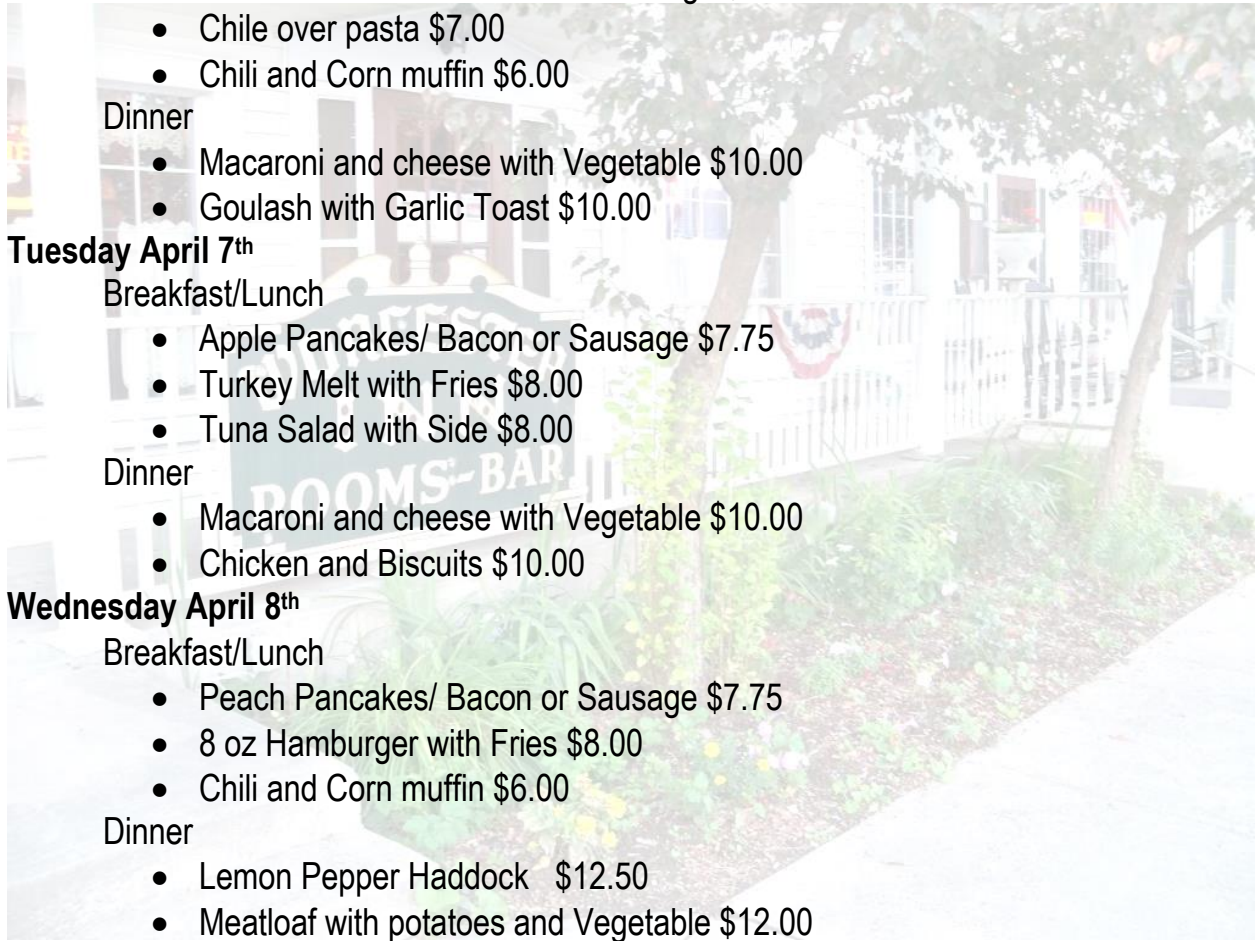 • Chile over pasta $7.00
• Chili and Corn muffin $6.00
Dinner
• Macaroni and cheese with Vegetable $10.00
• Goulash with Garlic Toast $10.00
Tuesday April 7th
Breakfast/Lunch
• Apple Pancakes/ Bacon or Sausage $7.75
• Turkey Melt with Fries $8.00
• Tuna Salad with Side $8.00
Dinner
• Macaroni and cheese with Vegetable $10.00
• Chicken and Biscuits $10.00
Wednesday April 8th
Breakfast/Lunch
• Peach Pancakes/ Bacon or Sausage $7.75
• 8 oz Hamburger with Fries $8.00
• Chili and Corn muffin $6.00
Dinner
• Lemon Pepper Haddock   $12.50
• Meatloaf with potatoes and Vegetable $12.00
INN
ROOMS-BAR